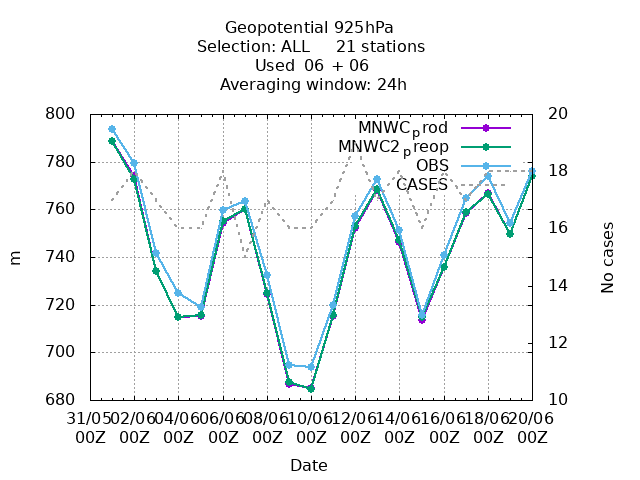 Geopotential 925hPa
Selection: ALL     21 stations
Used  06 + 06
Averaging window: 24h
800
780
760
740
720
700
680
m
20
18
16
14
12
10
No cases
MNWCprod
MNWC2preop
OBS
CASES
31/05 02/06 04/06 06/06 08/06 10/06 12/06 14/06 16/06 18/06 20/06
00Z 00Z 00Z 00Z 00Z 00Z 00Z 00Z 00Z 00Z 00Z
Date